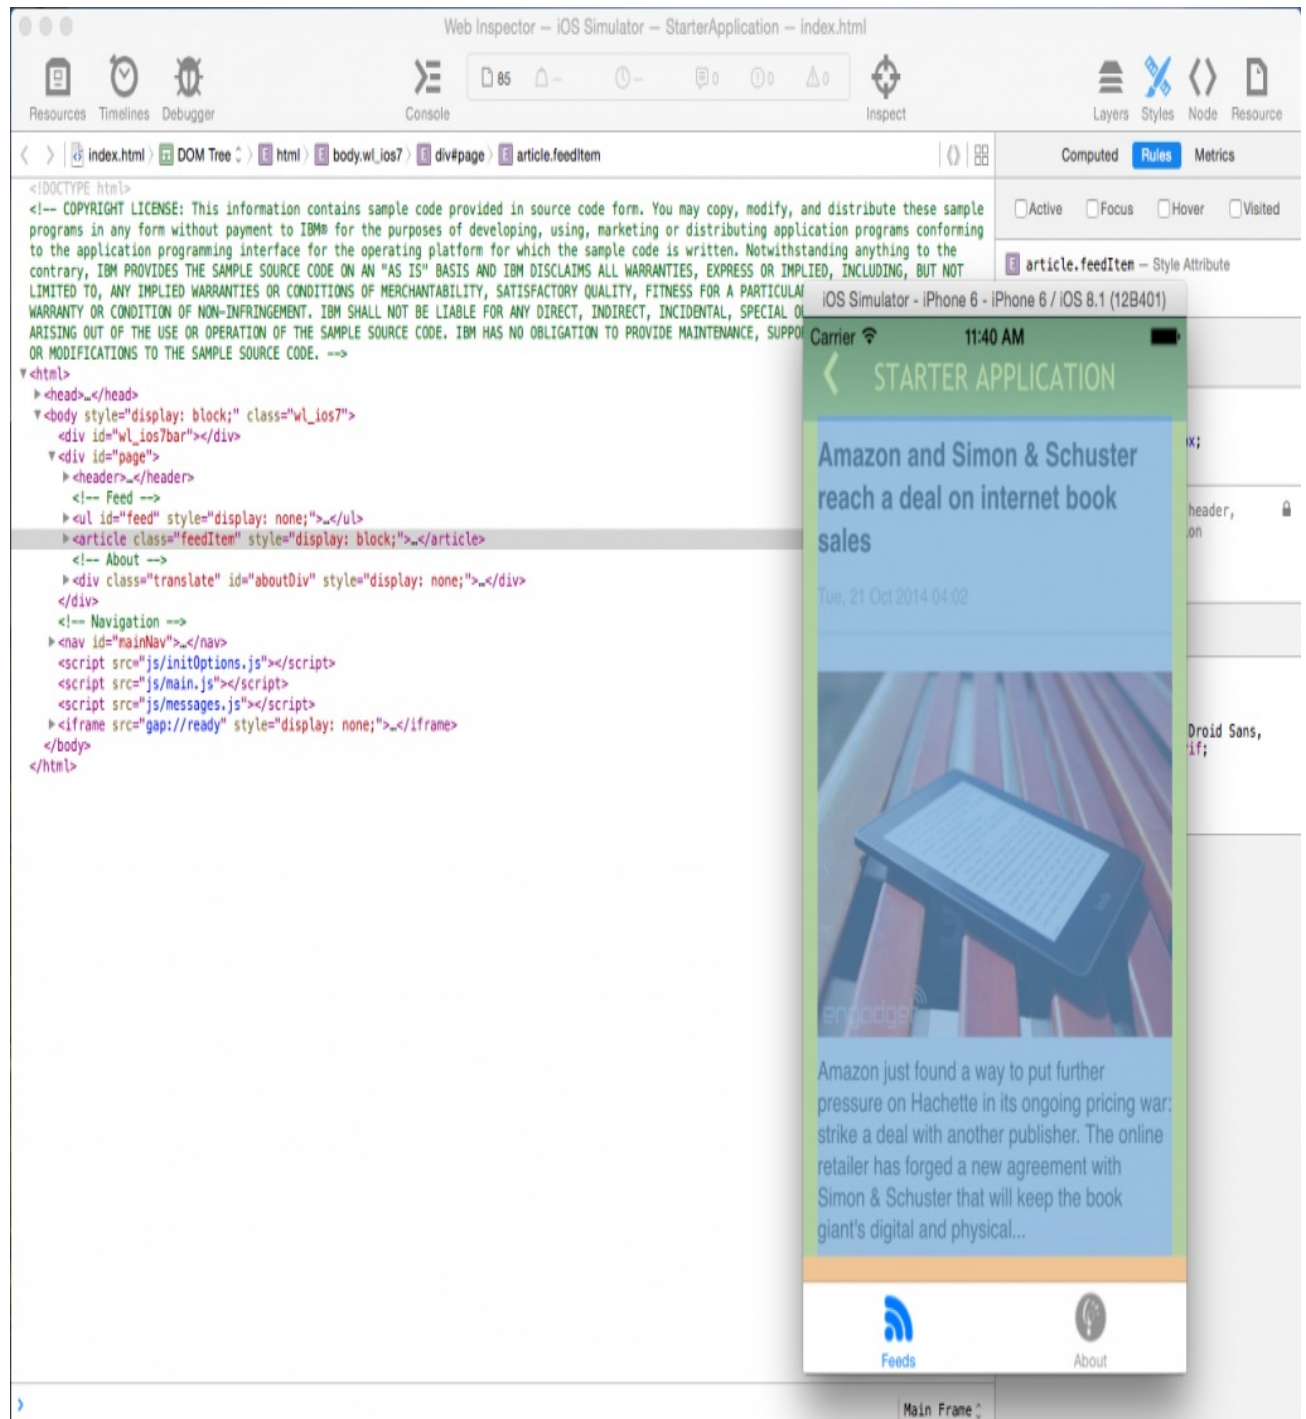 Web Inspector — iOS Simulator — StarterApplication — index.html
85 – – 0 0 0
Resources Timelines Debugger Console Inspect Layers Styles Node Resource
index.html DOM Tree E html E body.wl_ios7 E div#page E article.feedItem
Computed Rules Metrics
Active Focus Hover Visited
E article.feedItem — Style Attribute
<!DOCTYPE html>
<!-- COPYRIGHT LICENSE: This information contains sample code provided in source code form. You may copy, modify, and distribute these sample
programs in any form without payment to IBM® for the purposes of developing, using, marketing or distributing application programs conforming
to the application programming interface for the operating platform for which the sample code is written. Notwithstanding anything to the
contrary, IBM PROVIDES THE SAMPLE SOURCE CODE ON AN "AS IS" BASIS AND IBM DISCLAIMS ALL WARRANTIES, EXPRESS OR IMPLIED, INCLUDING, BUT NOT
LIMITED TO, ANY IMPLIED WARRANTIES OR CONDITIONS OF MERCHANTABILITY, SATISFACTORY QUALITY, FITNESS FOR A PARTICULA
WARRANTY OR CONDITION OF NON-INFRINGEMENT. IBM SHALL NOT BE LIABLE FOR ANY DIRECT, INDIRECT, INCIDENTAL, SPECIAL O
ARISING OUT OF THE USE OR OPERATION OF THE SAMPLE SOURCE CODE. IBM HAS NO OBLIGATION TO PROVIDE MAINTENANCE, SUPPO
OR MODIFICATIONS TO THE SAMPLE SOURCE CODE. -->
<html>
<head>…</head>
<body style="display: block;" class="wl_ios7">
<div id="wl_ios7bar"></div>
<div id="page">
<header>…</header>
<!-- Feed -->
<ul id="feed" style="display: none;">…</ul>
<article class="feedItem" style="display: block;">…</article>
<!-- About -->
<div class="translate" id="aboutDiv" style="display: none;">…</div>
</div>
<!-- Navigation -->
<nav id="mainNav">…</nav>
<script src="js/initOptions.js"></script>
<script src="js/main.js"></script>
<script src="js/messages.js"></script>
<iframe src="gap://ready" style="display: none;">…</iframe>
</body>
</html>
iOS Simulator - iPhone 6 - iPhone 6 / iOS 8.1 (12B401)
Carrier 11:40 AM
STARTER APPLICATION
Amazon and Simon & Schuster
reach a deal on internet book
sales
Tue, 21 Oct 2014 04:02
engadget
Amazon just found a way to put further
pressure on Hachette in its ongoing pricing war:
strike a deal with another publisher. The online
retailer has forged a new agreement with
Simon & Schuster that will keep the book
giant's digital and physical...
Feeds About
px;
header,
on
Droid Sans,
if;
Main Frame